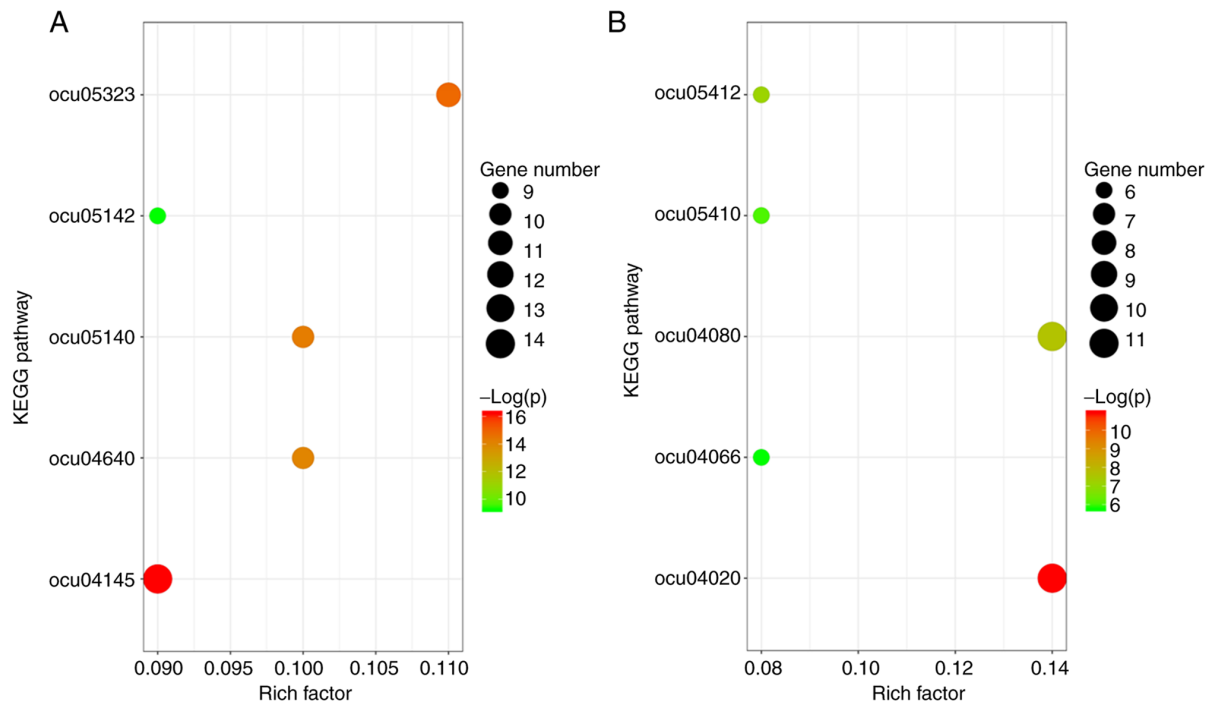 A
KEGG pathway
ocu05323
ocu05142
ocu05140
ocu04640
ocu04145
0.090 0.095 0.100 0.105 0.110
Rich factor
Gene number
9
10
11
12
13
14
–Log(p)
16
14
12
10
B
KEGG pathway
ocu05412
ocu05410
ocu04080
ocu04066
ocu04020
0.08 0.10 0.12 0.14
Rich factor
Gene number
6
7
8
9
10
11
–Log(p)
10
9
8
7
6